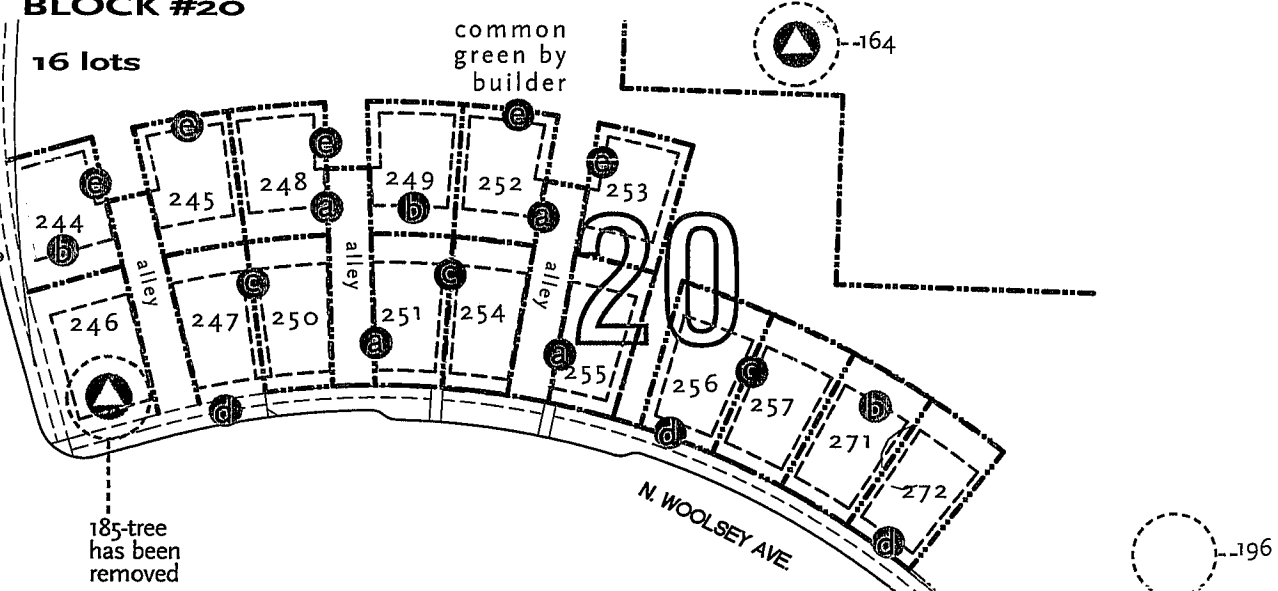 BLOCK #20
16 lots
common
green by
builder
164
e
e
e
e
e
244
245
248
249
252
253
b
a
b
a
20
alley
alley
alley
c
c
246
247
250
251
254
255
a
a
256
c
257
b
271
272
d
d
d
N. WOOLSEY AVE.
185-tree
has been
removed
196